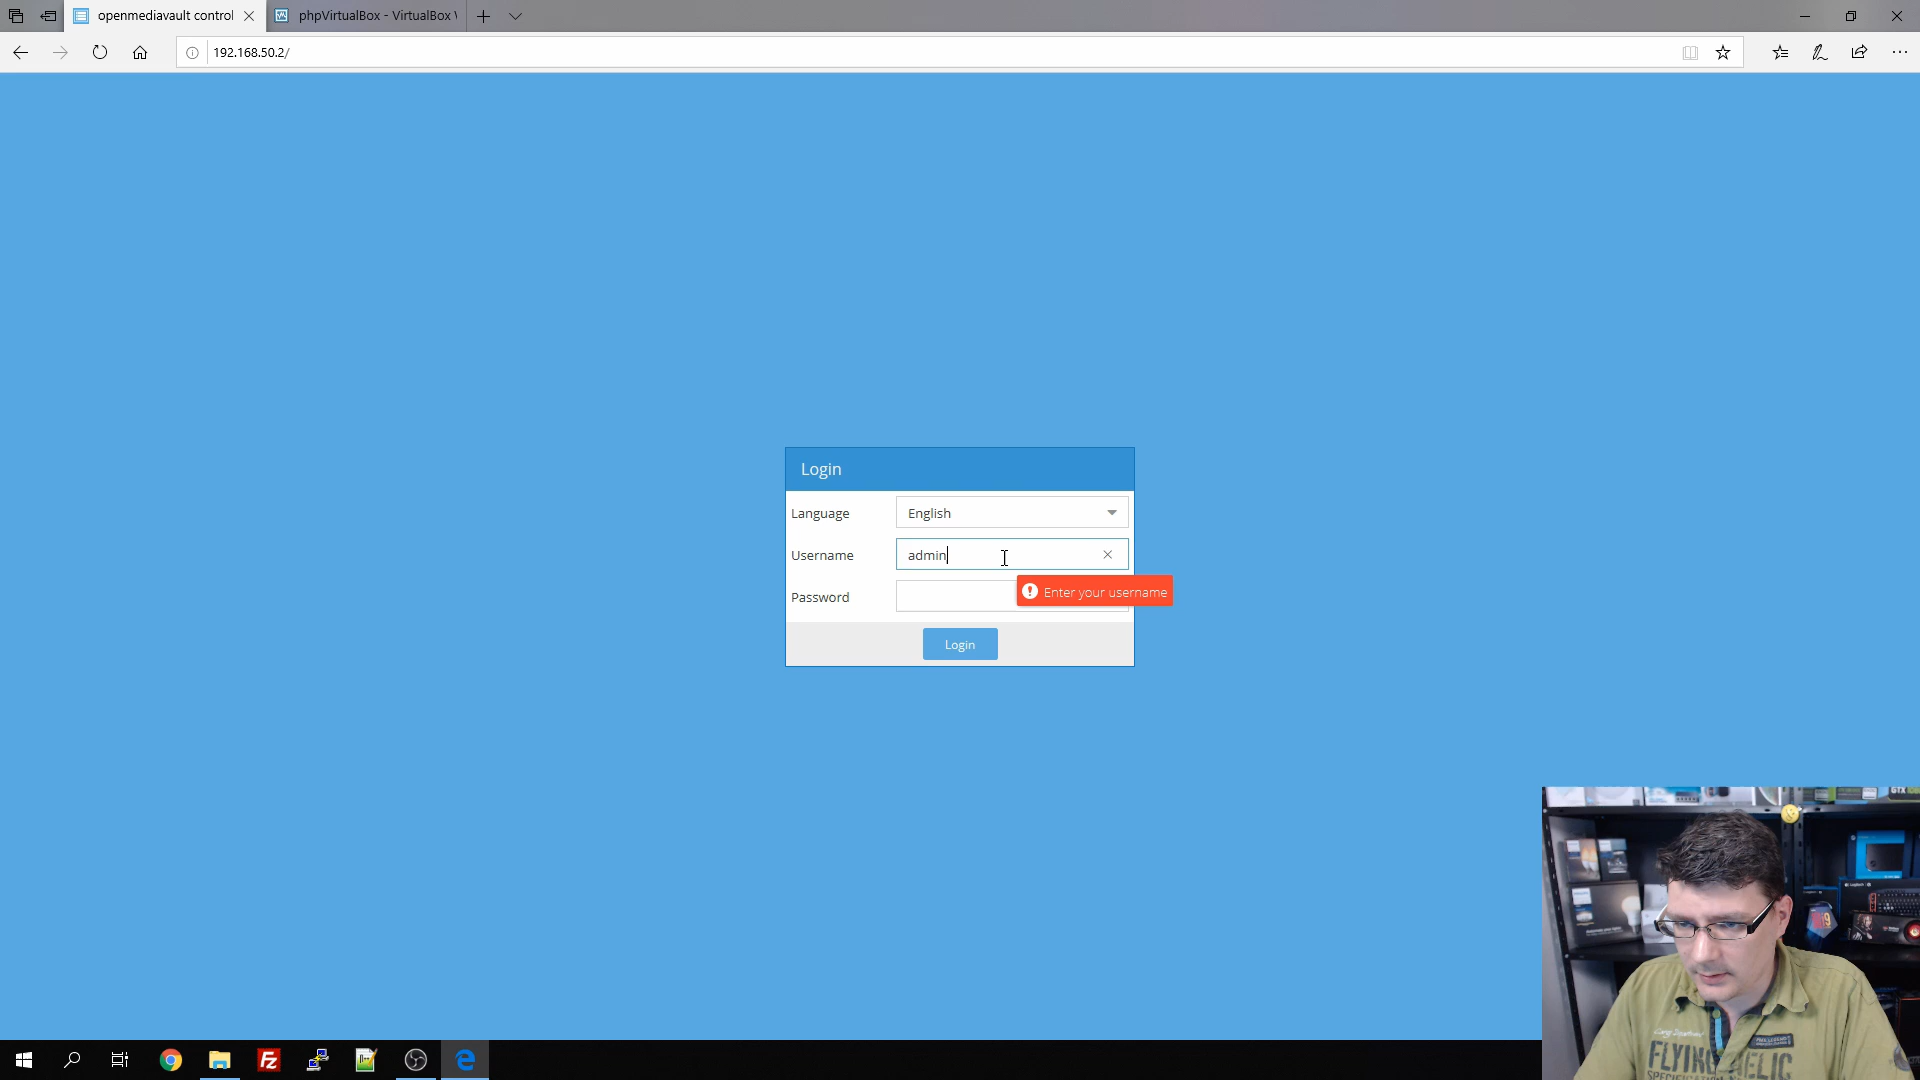 openmediavault control
phpVirtualBox - VirtualBox
192.168.50.2/
Login
Language
English
Username
admin
Enter your username
Password
Login
GTX
FLYING